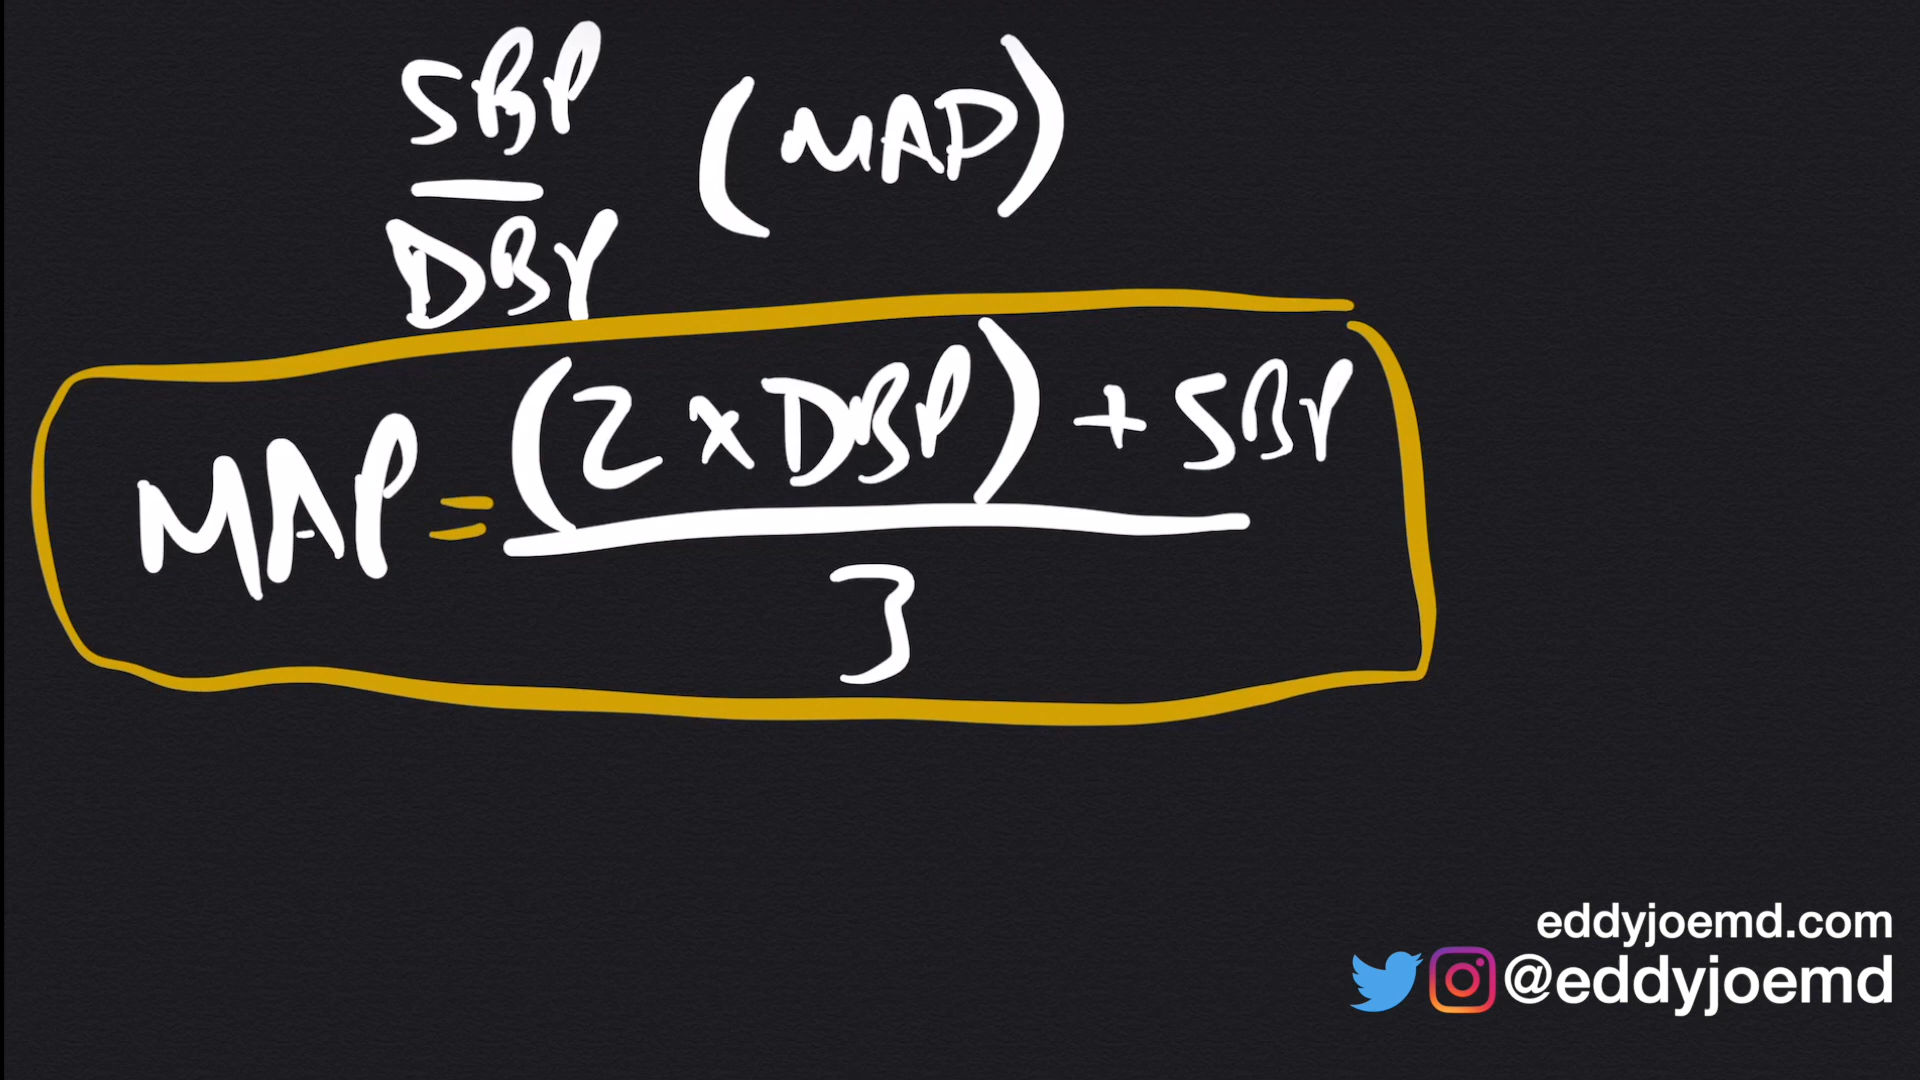 SBP
DBP
(MAP)
MAP = (2 x DBP) + SBP
3
eddyjoemd.com
@eddyjoemd